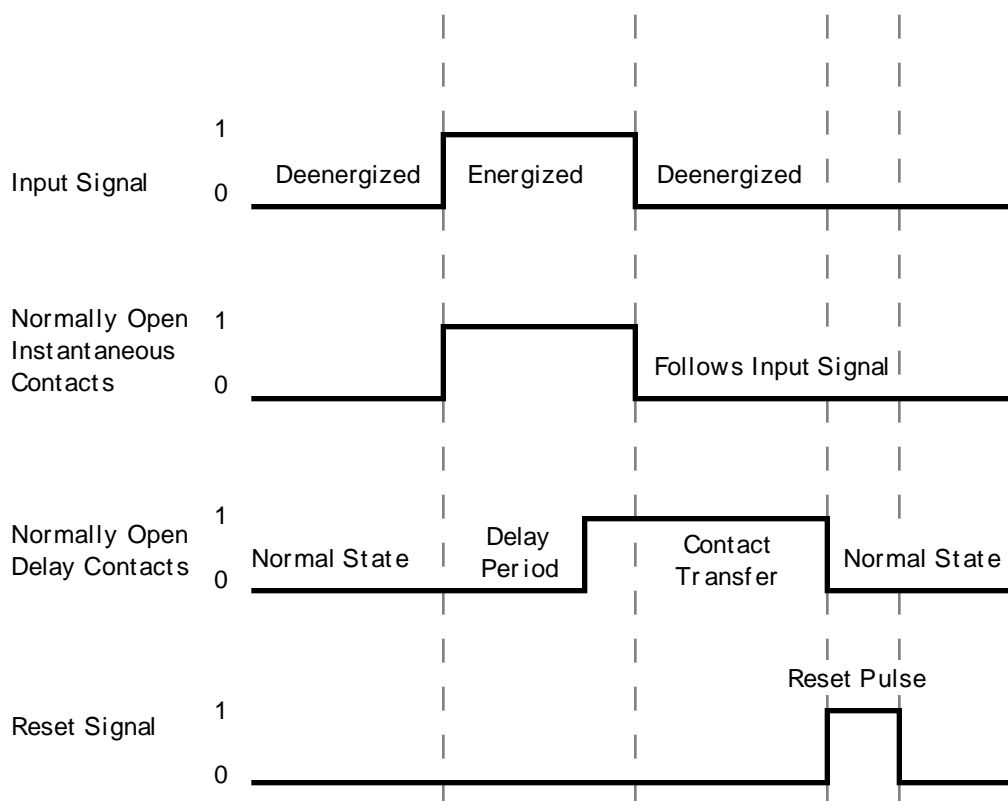 1
Input Signal
0
Deenergized
Energized
Deenergized
Normally Open
Instantaneous
Contacts
1
0
Follows Input Signal
Normally Open
Delay Contacts
1
0
Normal State
Delay
Period
Contact
Transfer
Normal State
Reset Pulse
Reset Signal
1
0